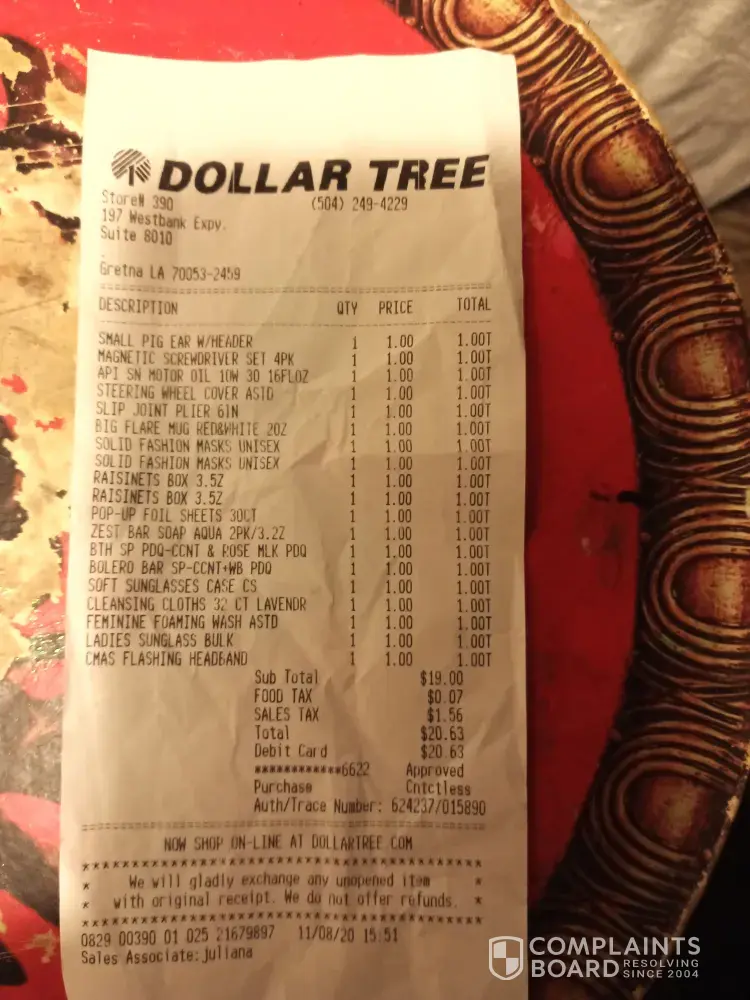 DOLLAR TREE
Store# 390 (504) 249-4229
197 Westbank Expy.
Suite 8010
.
Gretna LA 70053-2459
DESCRIPTION QTY PRICE TOTAL
SMALL PIG EAR W/HEADER 1 1.00 1.00T
MAGNETIC SCREWDRIVER SET 4PK 1 1.00 1.00T
API SN MOTOR OIL 10W 30 16FLOZ 1 1.00 1.00T
STEERING WHEEL COVER ASTD 1 1.00 1.00T
SLIP JOINT PLIER 6IN 1 1.00 1.00T
BIG FLARE MUG RED&WHITE 20Z 1 1.00 1.00T
SOLID FASHION MASKS UNISEX 1 1.00 1.00T
SOLID FASHION MASKS UNISEX 1 1.00 1.00T
RAISINETS BOX 3.5Z 1 1.00 1.00T
RAISINETS BOX 3.5Z 1 1.00 1.00T
POP-UP FOIL SHEETS 30CT 1 1.00 1.00T
ZEST BAR SOAP AQUA 2PK/3.2Z 1 1.00 1.00T
BTH SP PDQ-CCNT & ROSE MLK PDQ 1 1.00 1.00T
BOLERO BAR SP-CCNT+WB PDQ 1 1.00 1.00T
SOFT SUNGLASSES CASE CS 1 1.00 1.00T
CLEANSING CLOTHS 32 CT LAVENDR 1 1.00 1.00T
FEMININE FOAMING WASH ASTD 1 1.00 1.00T
LADIES SUNGLASS BULK 1 1.00 1.00T
CMAS FLASHING HEADBAND 1 1.00 1.00T
Sub Total $19.00
FOOD TAX $0.07
SALES TAX $1.56
Total $20.63
Debit Card $20.63
************6622 Approved
Purchase Cntctless
Auth/Trace Number: 624237/015890
NOW SHOP ON-LINE AT DOLLARTREE.COM
* We will gladly exchange any unopened item *
* with original receipt. We do not offer refunds. *
0829 00390 01 025 21679897 11/08/20 15:51
Sales Associate:juliana
COMPLAINTS
BOARD RESOLVING SINCE 2004